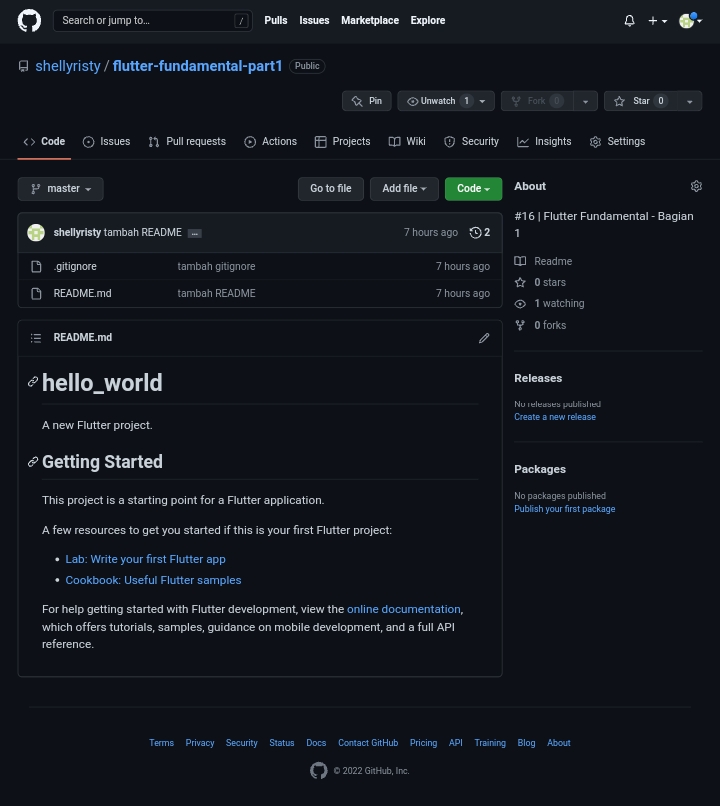 Search or jump to... / Pulls Issues Marketplace Explore
shellyristy / flutter-fundamental-part1 Public
Pin Unwatch 1 Fork 0 Star 0
Code Issues Pull requests Actions Projects Wiki Security Insights Settings
master Go to file Add file Code
shellyristy tambah README ... 7 hours ago 2
.gitignore tambah gitignore 7 hours ago
README.md tambah README 7 hours ago
README.md
hello_world
A new Flutter project.
Getting Started
This project is a starting point for a Flutter application.
A few resources to get you started if this is your first Flutter project:
• Lab: Write your first Flutter app
• Cookbook: Useful Flutter samples
For help getting started with Flutter development, view the online documentation,
which offers tutorials, samples, guidance on mobile development, and a full API
reference.
About
#16 | Flutter Fundamental - Bagian
1
Readme
0 stars
1 watching
0 forks
Releases
No releases published
Create a new release
Packages
No packages published
Publish your first package
Terms Privacy Security Status Docs Contact GitHub Pricing API Training Blog About
© 2022 GitHub, Inc.